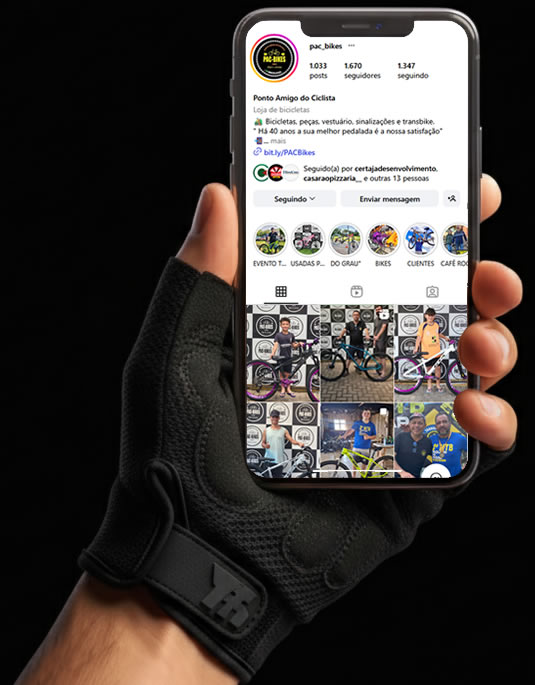 PAC-BIKES
pac_bikes ···
1.033 1.670 1.347
posts seguidores seguindo
Ponto Amigo do Ciclista
Loja de bicicletas
Bicicletas, peças, vestuário, sinalizações e transbike.
" Há 40 anos a sua melhor pedalada é a nossa satisfação"
... mais
bit.ly/PACBikes
Seguido(a) por certajadesenvolvimento,
casaraopizzaria__ e outras 13 pessoas
Seguindo Enviar mensagem
EVENTO T... USADAS P... DO GRAU" BIKES CLIENTES CAFÉ ROC